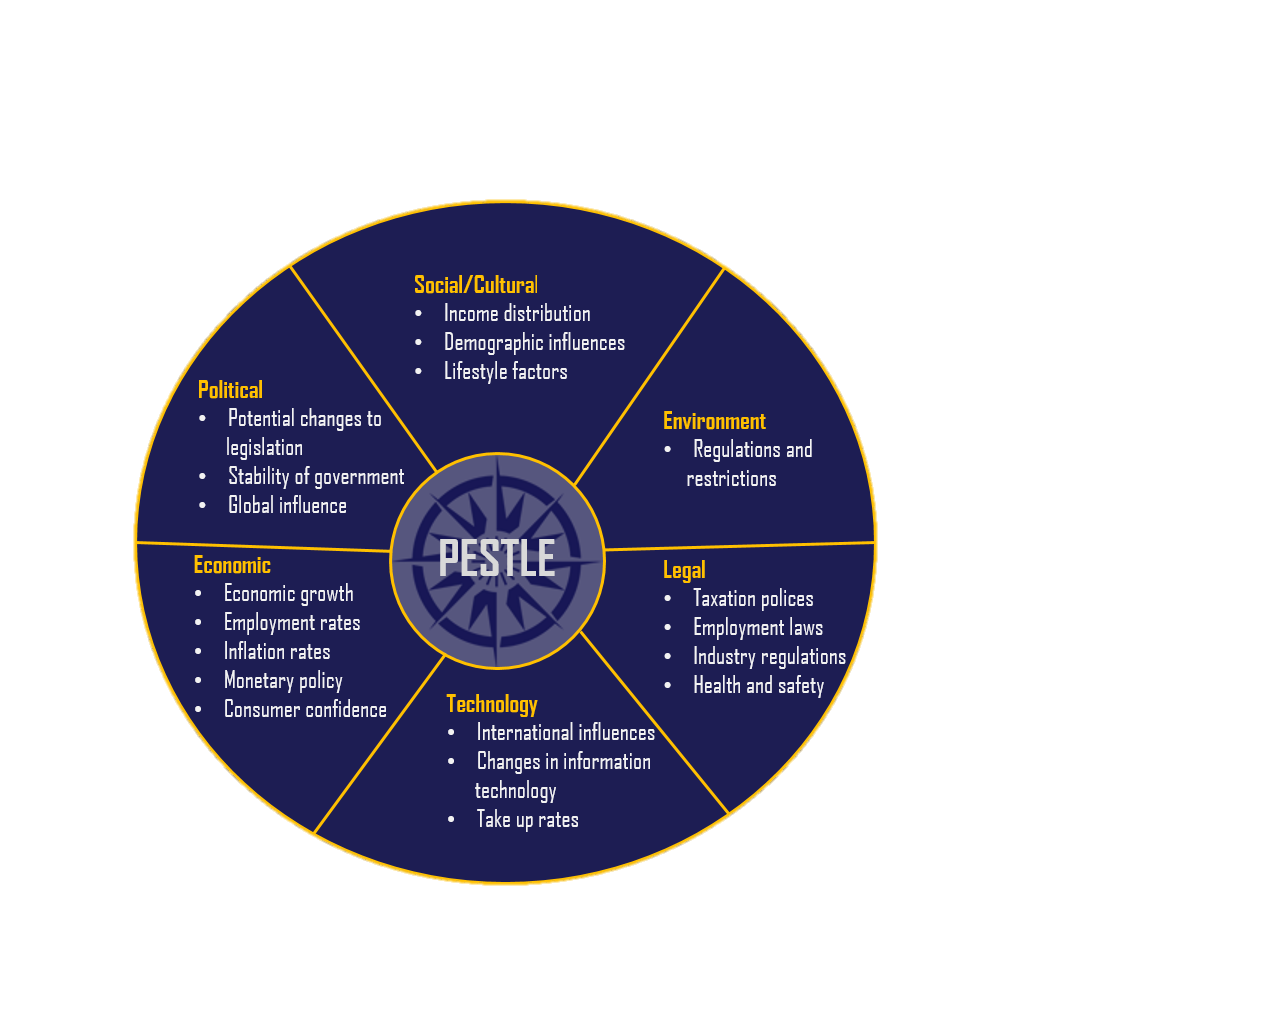 Social/Cultural
• Income distribution
• Demographic influences
• Lifestyle factors
Political
• Potential changes to
legislation
• Stability of government
• Global influence
Environment
• Regulations and
restrictions
PESTLE
Economic
• Economic growth
• Employment rates
• Inflation rates
• Monetary policy
• Consumer confidence
Legal
• Taxation polices
• Employment laws
• Industry regulations
• Health and safety
Technology
• International influences
• Changes in information
technology
• Take up rates